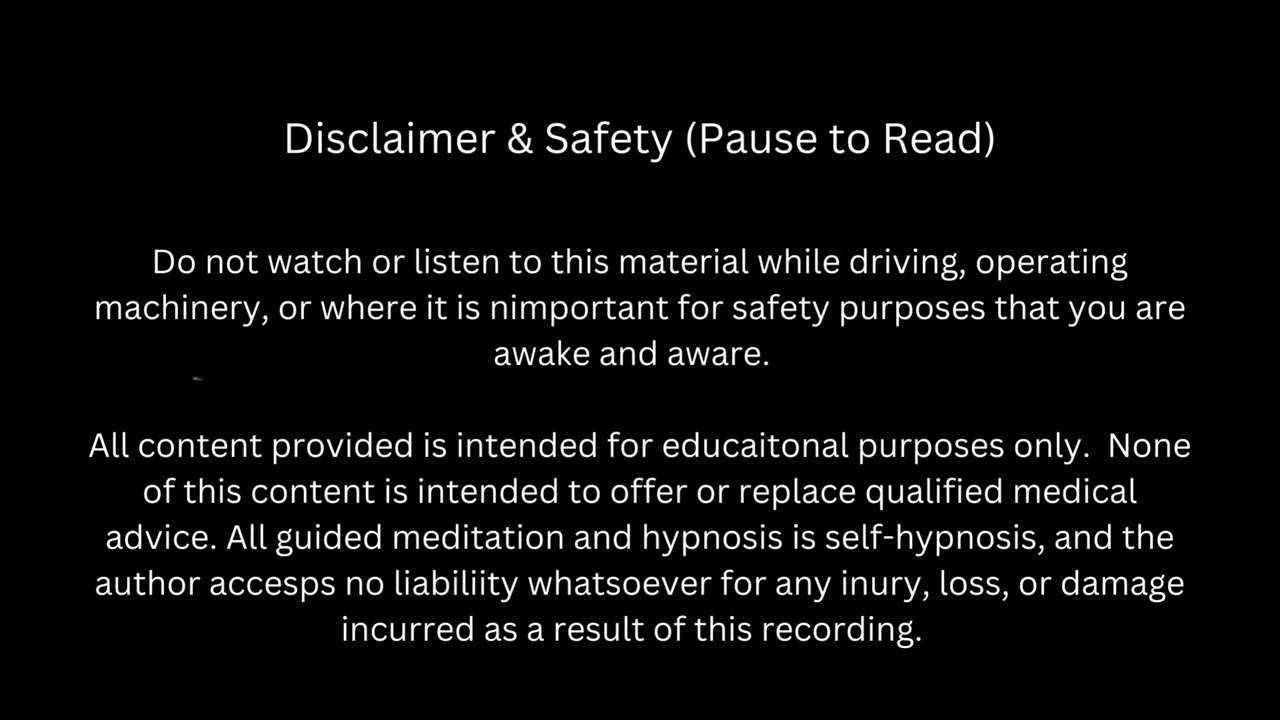 Disclaimer & Safety (Pause to Read)
Do not watch or listen to this material while driving, operating
machinery, or where it is nimportant for safety purposes that you are
awake and aware.
All content provided is intended for educaitonal purposes only.  None
of this content is intended to offer or replace qualified medical
advice. All guided meditation and hypnosis is self-hypnosis, and the
author accesps no liabiliity whatsoever for any inury, loss, or damage
incurred as a result of this recording.